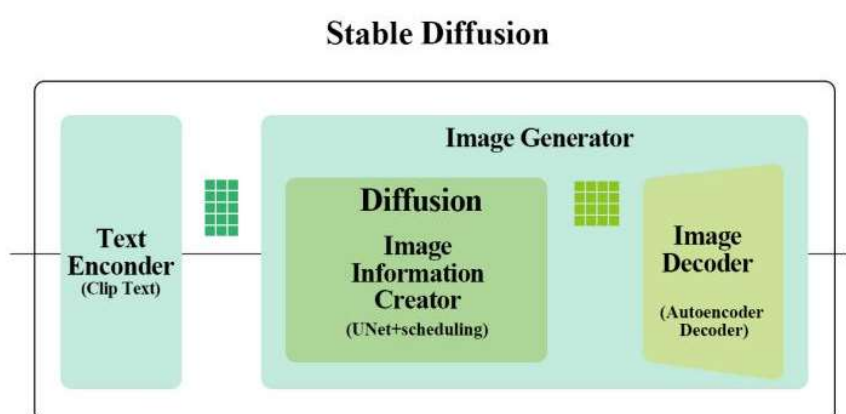 Stable Diffusion
Image Generator
Text
Enconder
(Clip Text)
Diffusion
Image
Information
Creator
(UNet+scheduling)
Image
Decoder
(Autoencoder
Decoder)